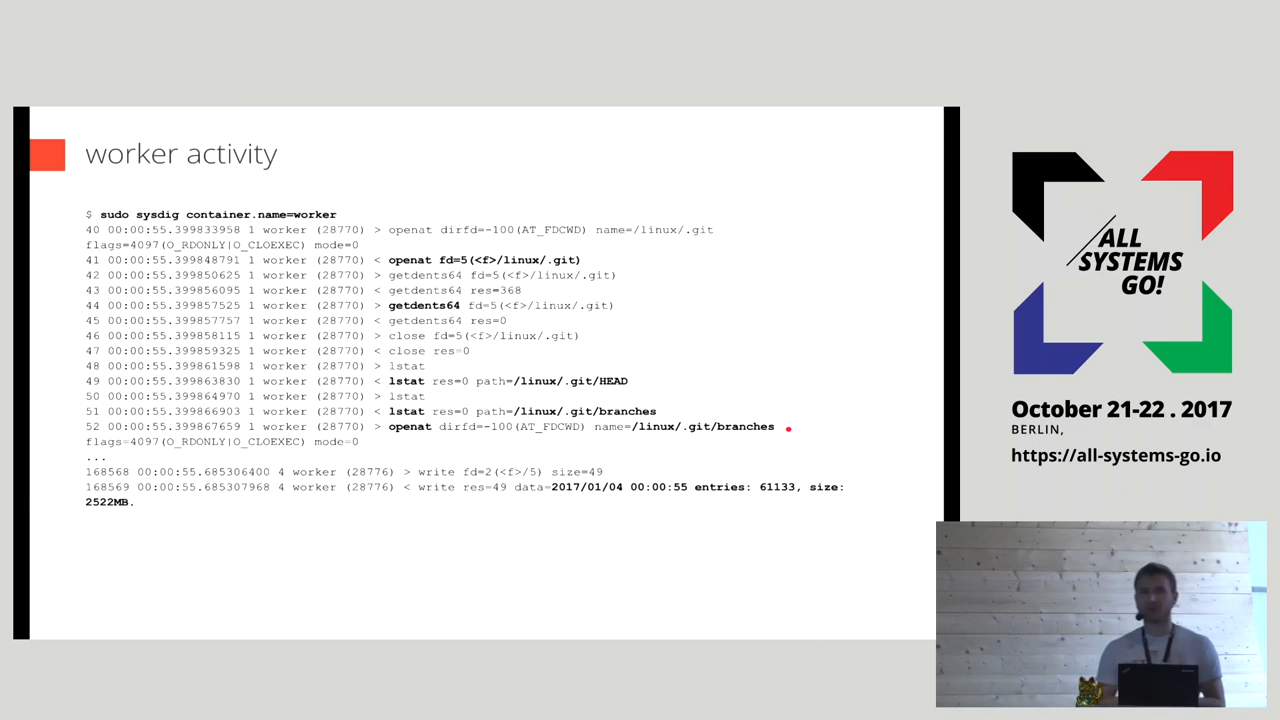 worker activity
$ sudo sysdig container.name=worker
40 00:00:55.399833958 1 worker (28770) > openat dirfd=-100(AT_FDCWD) name=/linux/.git
flags=4097(O_RDONLY|O_CLOEXEC) mode=0
41 00:00:55.399848791 1 worker (28770) < openat fd=5(<f>/linux/.git)
42 00:00:55.399850625 1 worker (28770) > getdents64 fd=5(<f>/linux/.git)
43 00:00:55.399856095 1 worker (28770) < getdents64 res=368
44 00:00:55.399857525 1 worker (28770) > getdents64 fd=5(<f>/linux/.git)
45 00:00:55.399857757 1 worker (28770) < getdents64 res=0
46 00:00:55.399858115 1 worker (28770) > close fd=5(<f>/linux/.git)
47 00:00:55.399859325 1 worker (28770) < close res=0
48 00:00:55.399861598 1 worker (28770) > lstat
49 00:00:55.399863830 1 worker (28770) < lstat res=0 path=/linux/.git/HEAD
50 00:00:55.399864970 1 worker (28770) > lstat
51 00:00:55.399866903 1 worker (28770) < lstat res=0 path=/linux/.git/branches
52 00:00:55.399867659 1 worker (28770) > openat dirfd=-100(AT_FDCWD) name=/linux/.git/branches
flags=4097(O_RDONLY|O_CLOEXEC) mode=0
...
168568 00:00:55.685306400 4 worker (28776) > write fd=2(<f>/5) size=49
168569 00:00:55.685307968 4 worker (28776) < write res=49 data=2017/01/04 00:00:55 entries: 61133, size:
2522MB.
ALL
SYSTEMS
GO!
October 21-22 . 2017
BERLIN,
https://all-systems-go.io